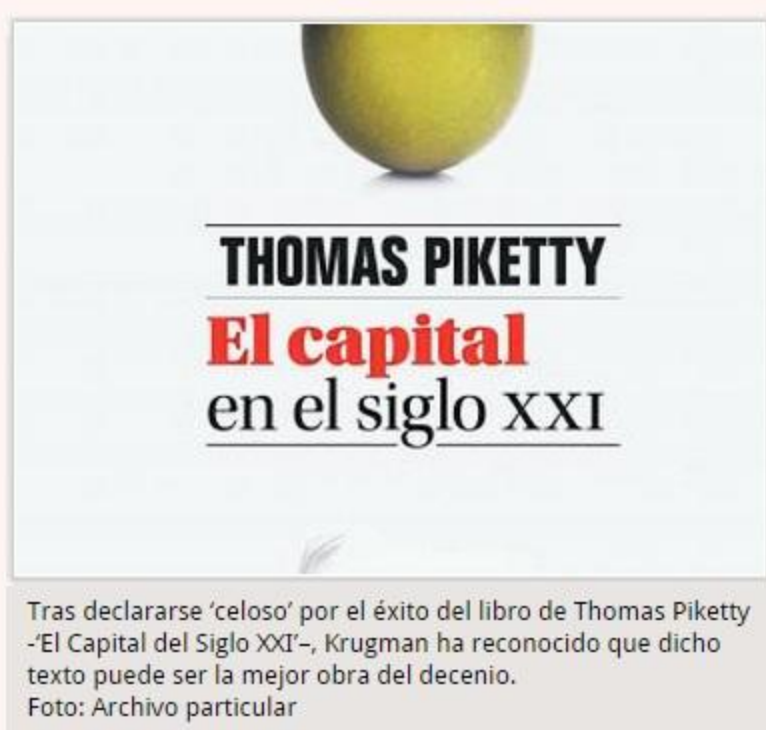 THOMAS PIKETTY
El capital
en el siglo XXI
Tras declararse ‘celoso’ por el éxito del libro de Thomas Piketty
-‘El Capital del Siglo XXI’–, Krugman ha reconocido que dicho
texto puede ser la mejor obra del decenio.
Foto: Archivo particular